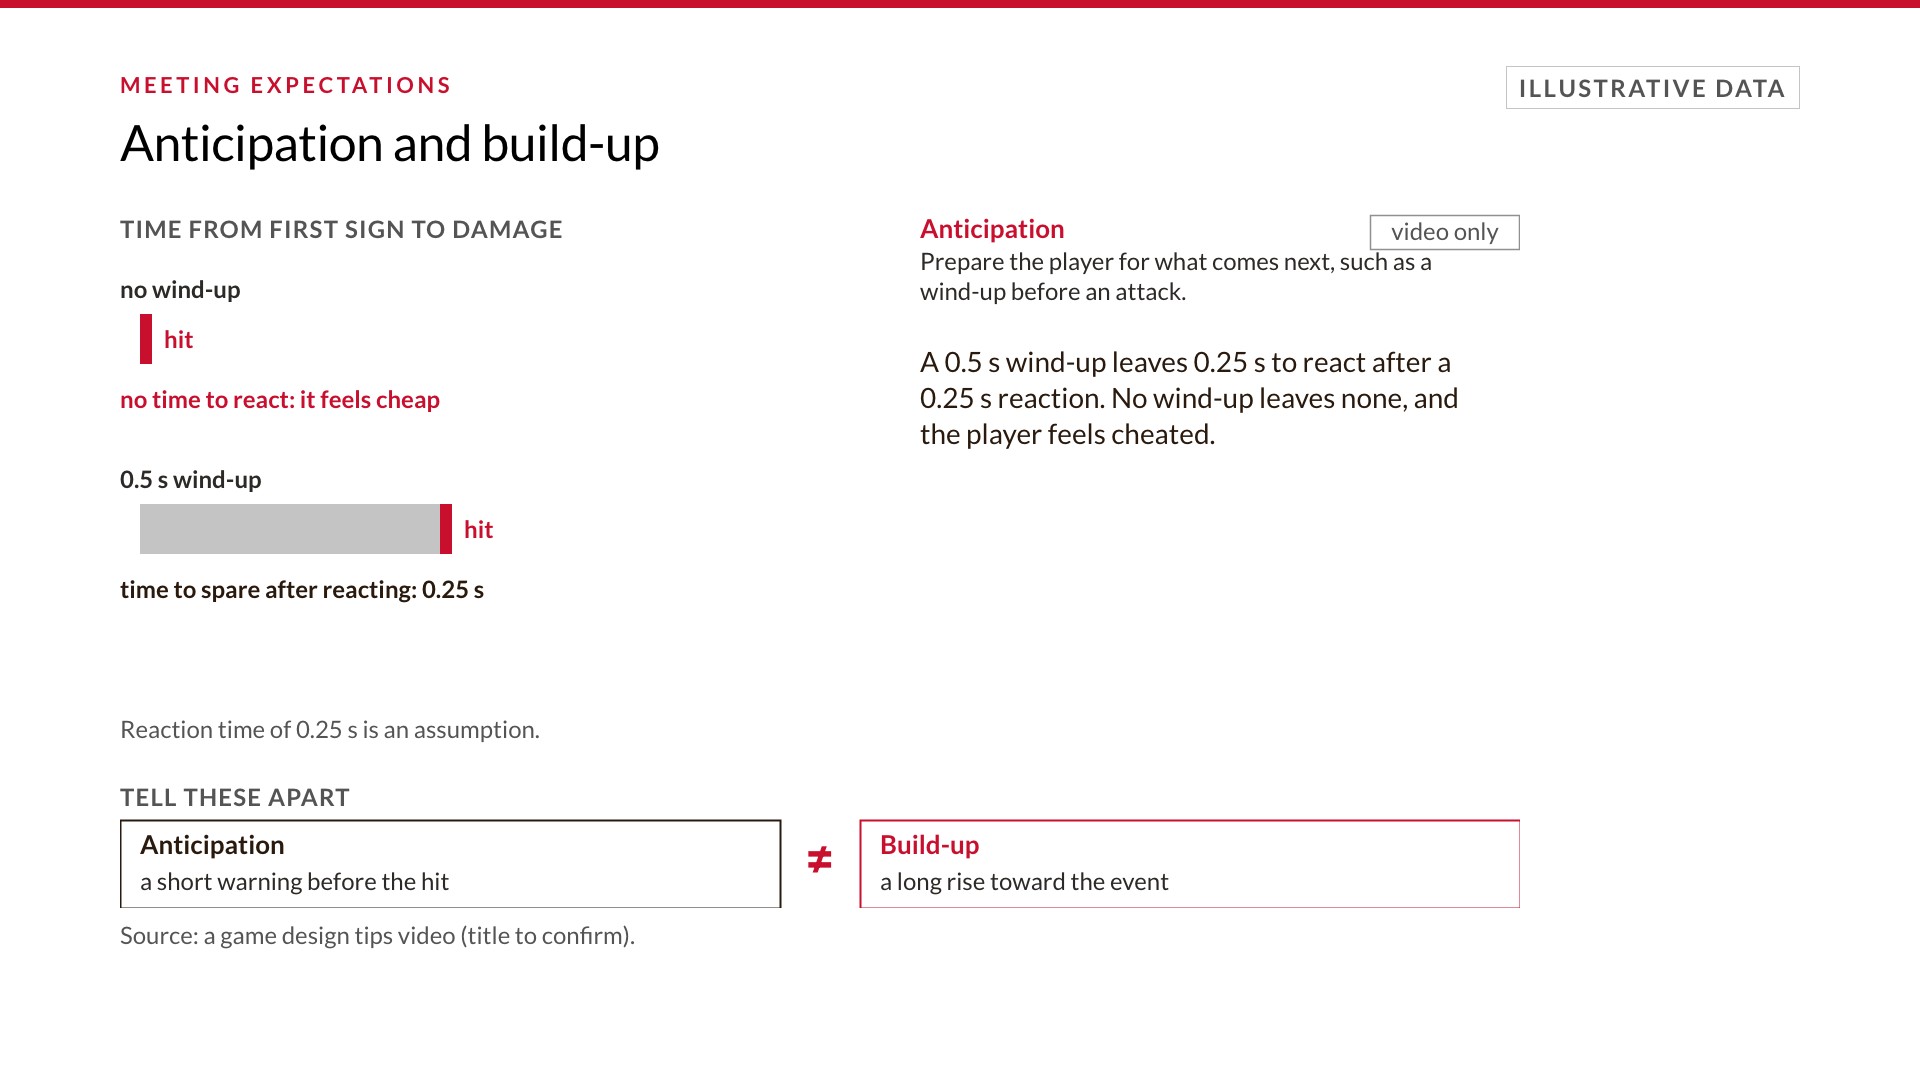 MEETING EXPECTATIONS
ILLUSTRATIVE DATA
Anticipation and build-up
TIME FROM FIRST SIGN TO DAMAGE
no wind-up
hit
no time to react: it feels cheap
0.5 s wind-up
hit
time to spare after reacting: 0.25 s
Reaction time of 0.25 s is an assumption.
Anticipation
video only
Prepare the player for what comes next, such as a
wind-up before an attack.
A 0.5 s wind-up leaves 0.25 s to react after a
0.25 s reaction. No wind-up leaves none, and
the player feels cheated.
TELL THESE APART
Anticipation
a short warning before the hit
≠
Build-up
a long rise toward the event
Source: a game design tips video (title to confirm).